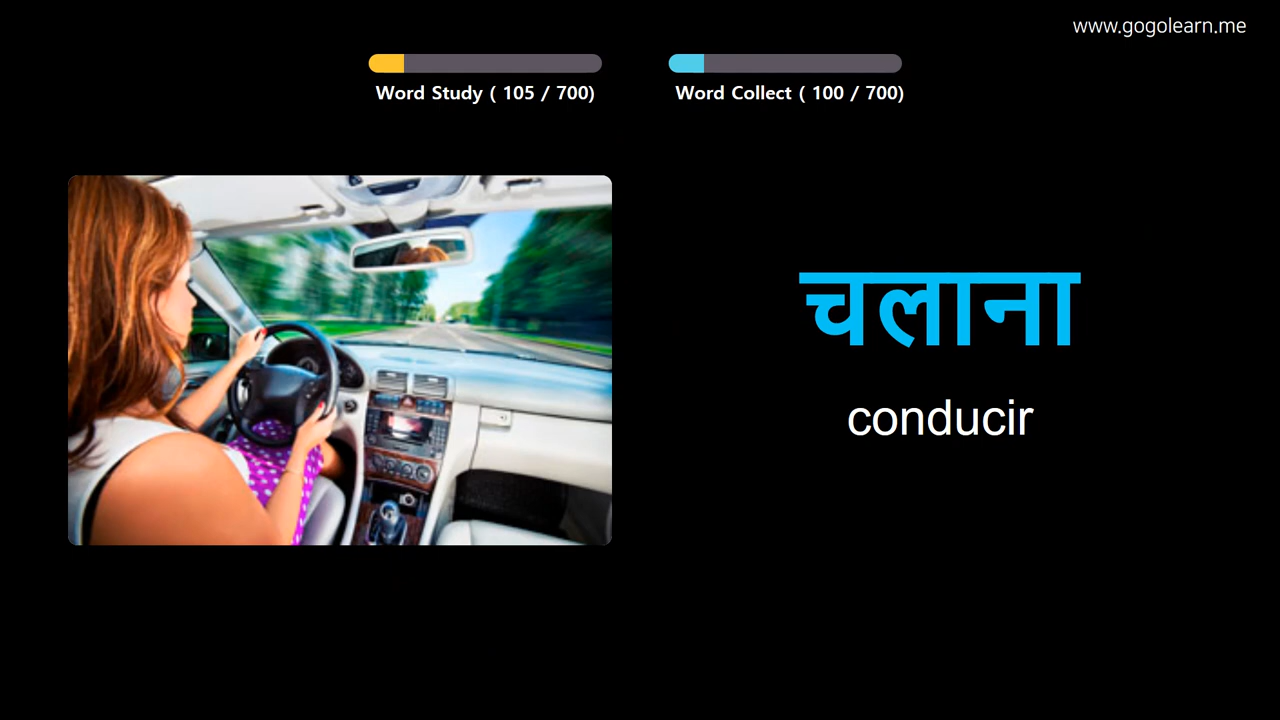 www.gogolearn.me
Word Study ( 105 / 700)
Word Collect ( 100 / 700)
चलाना
conducir